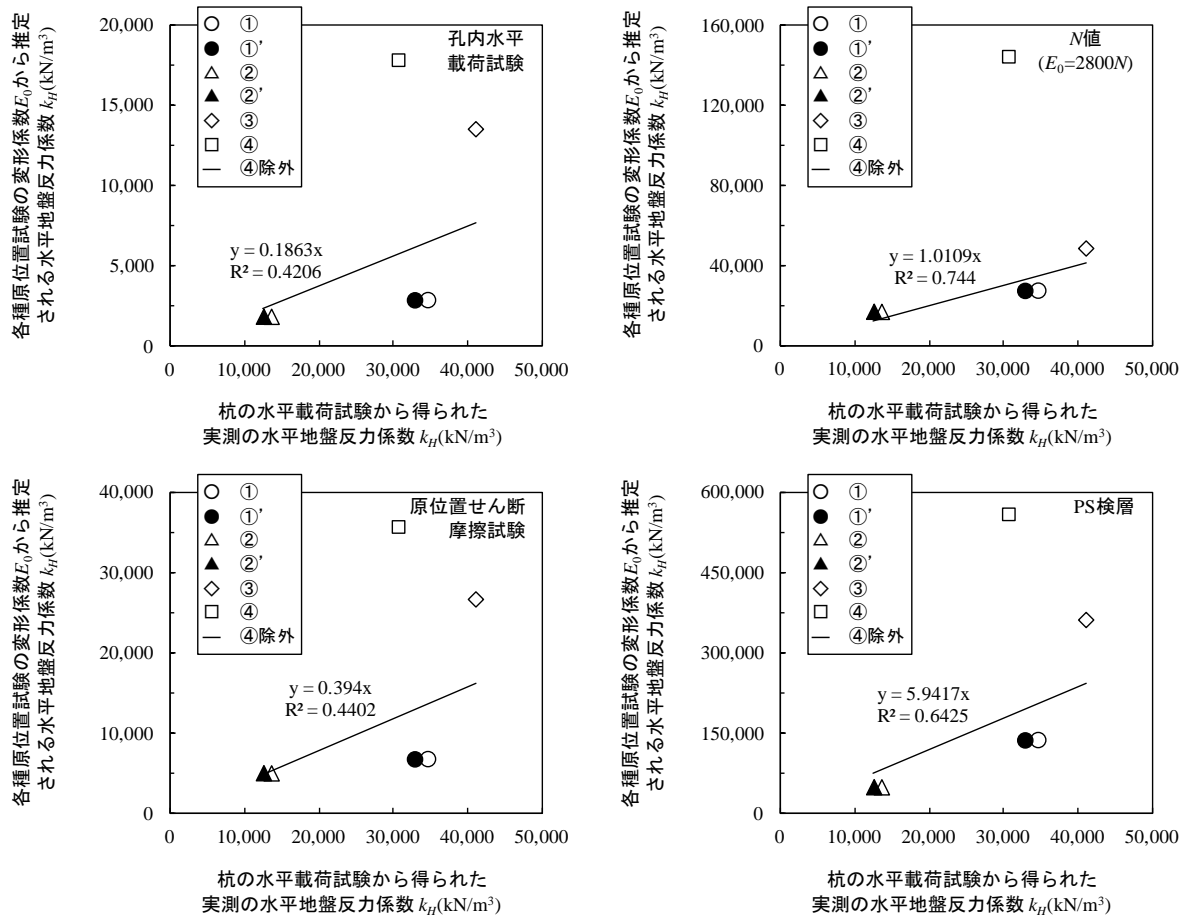 各種原位置試験の変形係数E₀から推定
される水平地盤反力係数 k_H(kN/m³)
20,000
15,000
10,000
5,000
0
①
①’
②
②’
③
④
④除外
孔内水平
載荷試験
y = 0.1863x
R² = 0.4206
0
10,000
20,000
30,000
40,000
50,000
杭の水平載荷試験から得られた
実測の水平地盤反力係数 k_H(kN/m³)
各種原位置試験の変形係数E₀から推定
される水平地盤反力係数 k_H(kN/m³)
160,000
120,000
80,000
40,000
0
①
①’
②
②’
③
④
④除外
N値
(E₀=2800N)
y = 1.0109x
R² = 0.744
0
10,000
20,000
30,000
40,000
50,000
杭の水平載荷試験から得られた
実測の水平地盤反力係数 k_H(kN/m³)
各種原位置試験の変形係数E₀から推定
される水平地盤反力係数 k_H(kN/m³)
40,000
30,000
20,000
10,000
0
①
①’
②
②’
③
④
④除外
原位置せん断
摩擦試験
y = 0.394x
R² = 0.4402
0
10,000
20,000
30,000
40,000
50,000
杭の水平載荷試験から得られた
実測の水平地盤反力係数 k_H(kN/m³)
各種原位置試験の変形係数E₀から推定
される水平地盤反力係数 k_H(kN/m³)
600,000
450,000
300,000
150,000
0
①
①’
②
②’
③
④
④除外
PS検層
y = 5.9417x
R² = 0.6425
0
10,000
20,000
30,000
40,000
50,000
杭の水平載荷試験から得られた
実測の水平地盤反力係数 k_H(kN/m³)